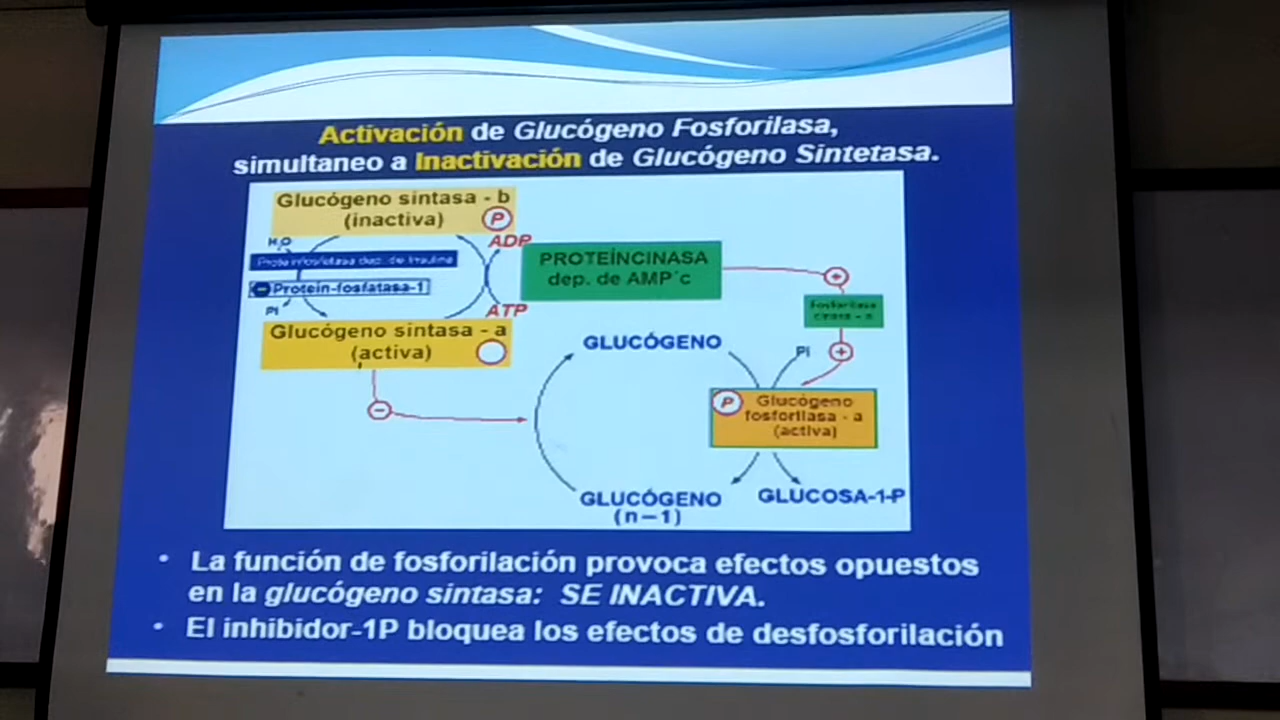 Activación de Glucógeno Fosforilasa,
simultaneo a Inactivación de Glucógeno Sintetasa.
Glucógeno sintasa - b
(inactiva)
P
H₂O
ADP
Protein-fosfatasa-1
Pi
ATP
PROTEÍNCINASA
dep. de AMP´c
+
Glucógeno sintasa - a
(activa)
GLUCÓGENO
Pi
+
P
Glucógeno
fosforilasa - a
(activa)
−
GLUCÓGENO
(n−1)
GLUCOSA-1-P
• La función de fosforilación provoca efectos opuestos
en la glucógeno sintasa: SE INACTIVA.
• El inhibidor-1P bloquea los efectos de desfosforilación